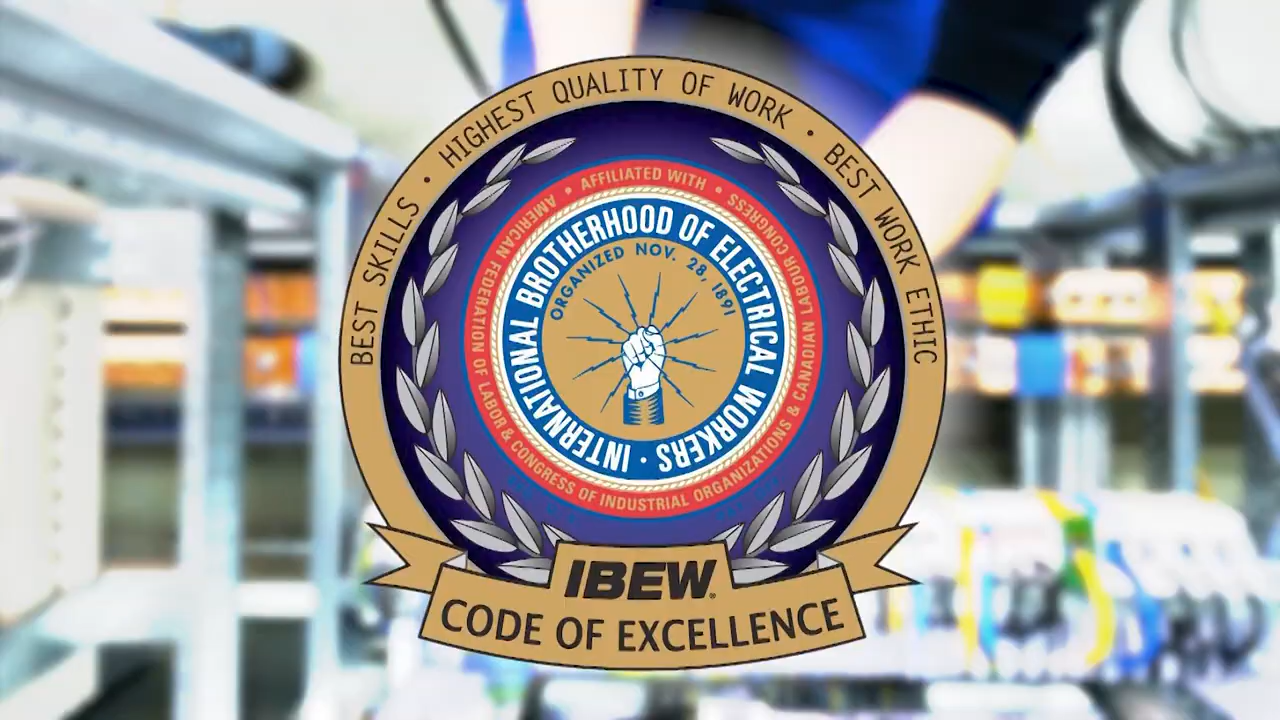 BEST SKILLS • HIGHEST QUALITY OF WORK • BEST WORK ETHIC
• AFFILIATED WITH •
AMERICAN FEDERATION OF LABOR & CONGRESS OF INDUSTRIAL ORGANIZATIONS & CANADIAN LABOUR CONGRESS
INTERNATIONAL BROTHERHOOD OF ELECTRICAL WORKERS •
ORGANIZED NOV. 28, 1891
IBEW®
CODE OF EXCELLENCE